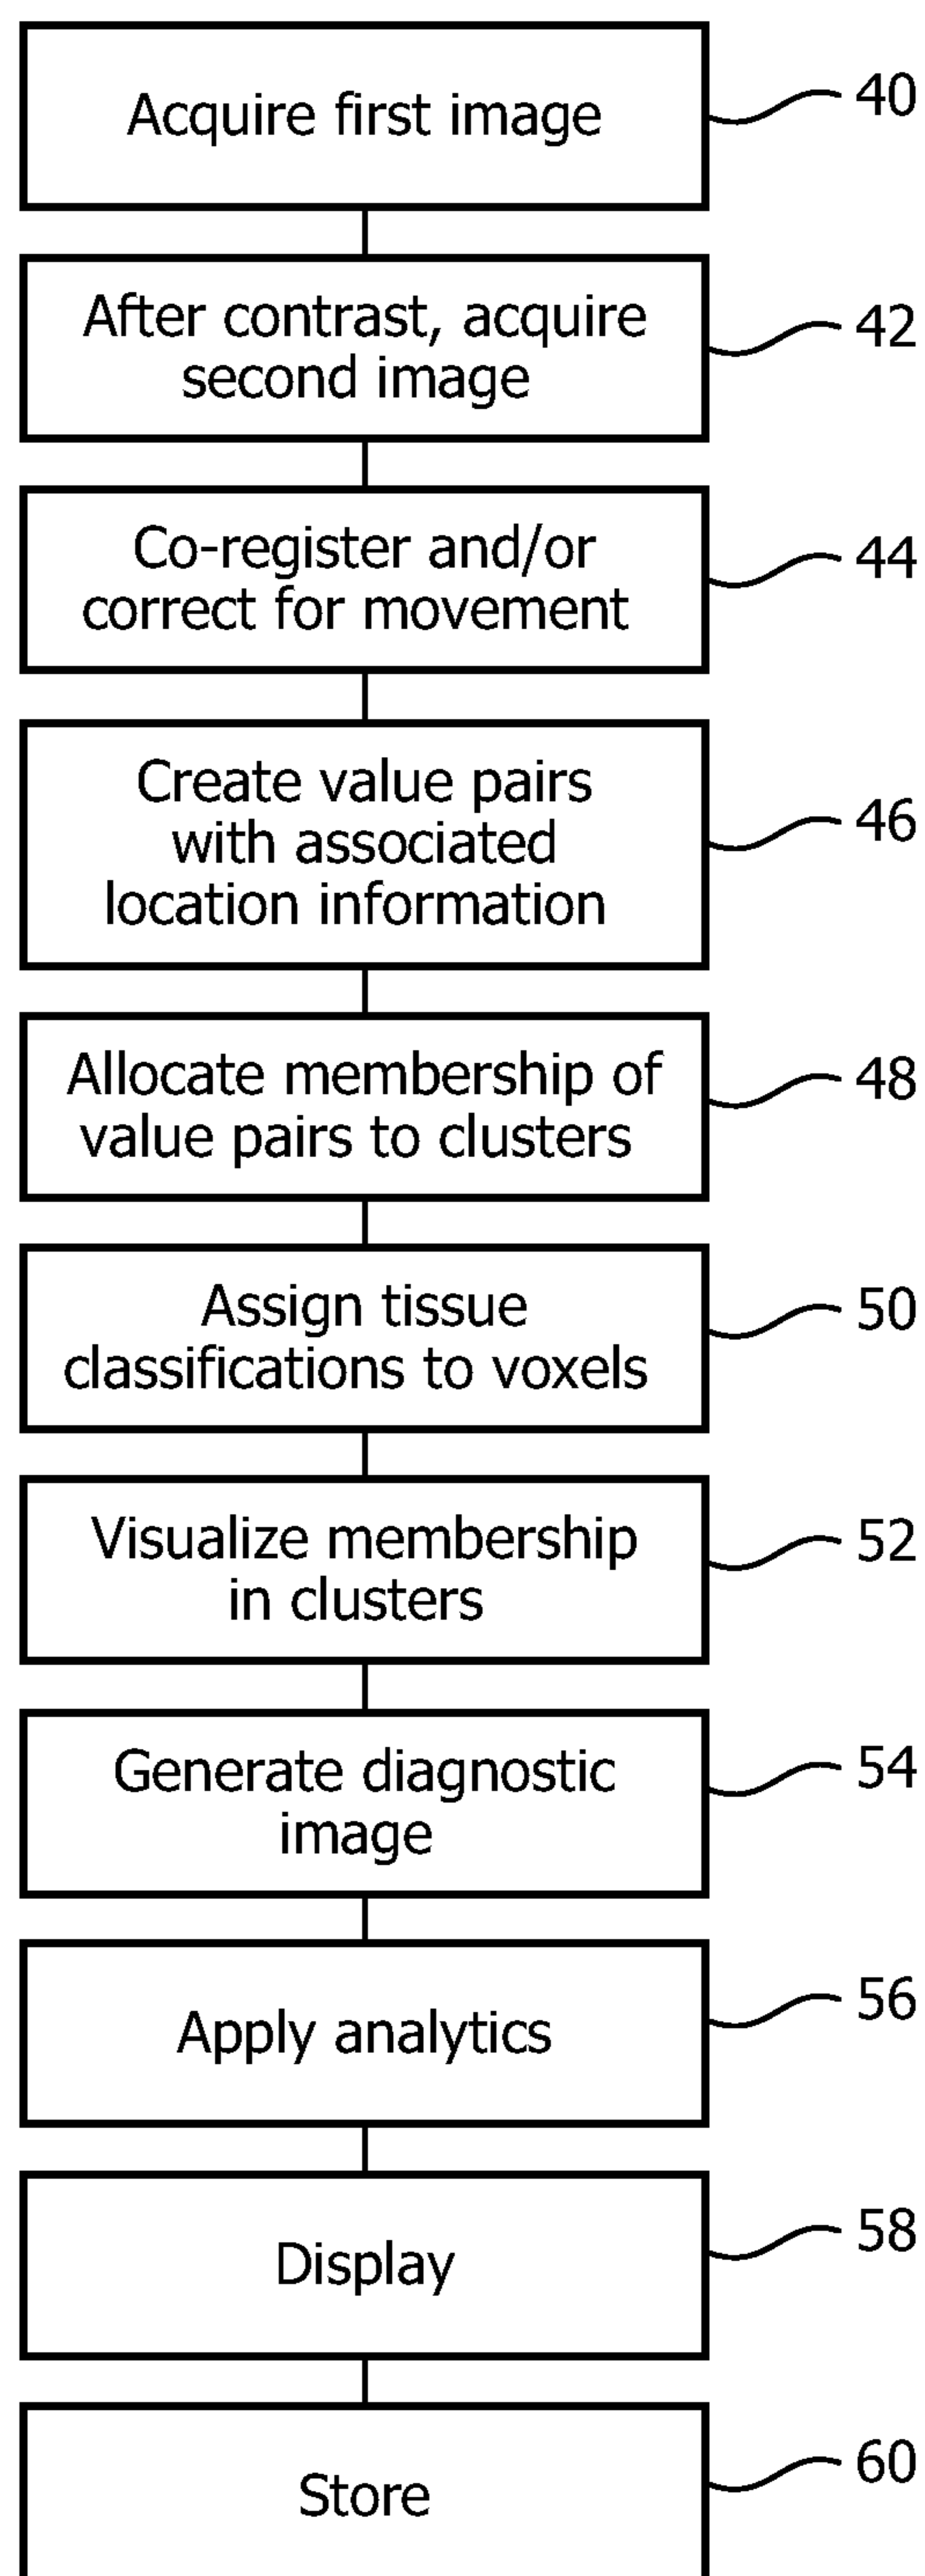 Acquire first image
40
After contrast, acquire
second image
42
Co-register and/or
correct for movement
44
Create value pairs
with associated
location information
46
Allocate membership of
value pairs to clusters
48
Assign tissue
classifications to voxels
50
Visualize membership
in clusters
52
Generate diagnostic
image
54
Apply analytics
56
Display
58
Store
60